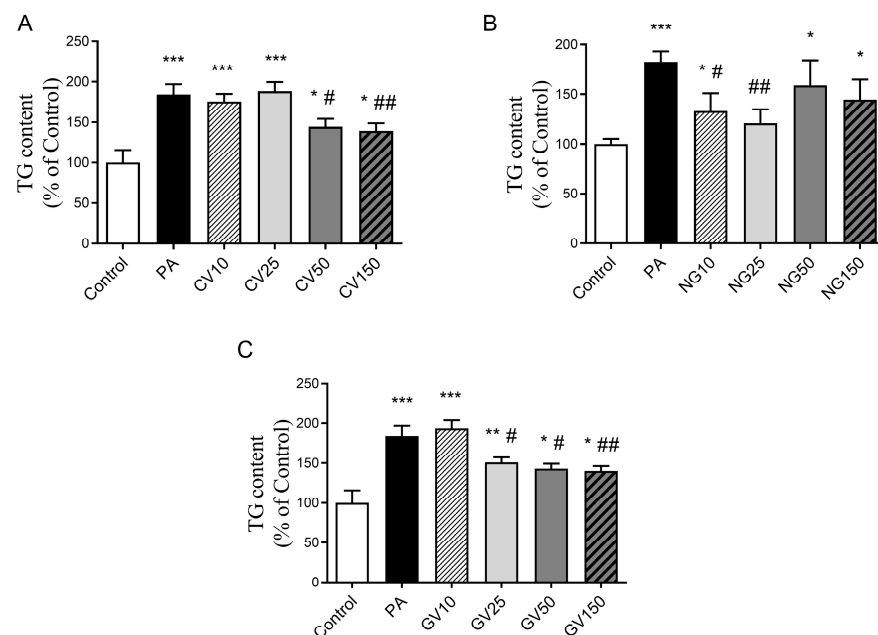 A
TG content
(% of Control)
250
200
150
100
50
0
***
***
***
* #
* ##
Control
PA
CV10
CV25
CV50
CV150
B
TG content
(% of Control)
200
150
100
50
0
***
* #
##
*
*
Control
PA
NG10
NG25
NG50
NG150
C
TG content
(% of Control)
250
200
150
100
50
0
***
***
** #
* #
* ##
Control
PA
GV10
GV25
GV50
GV150